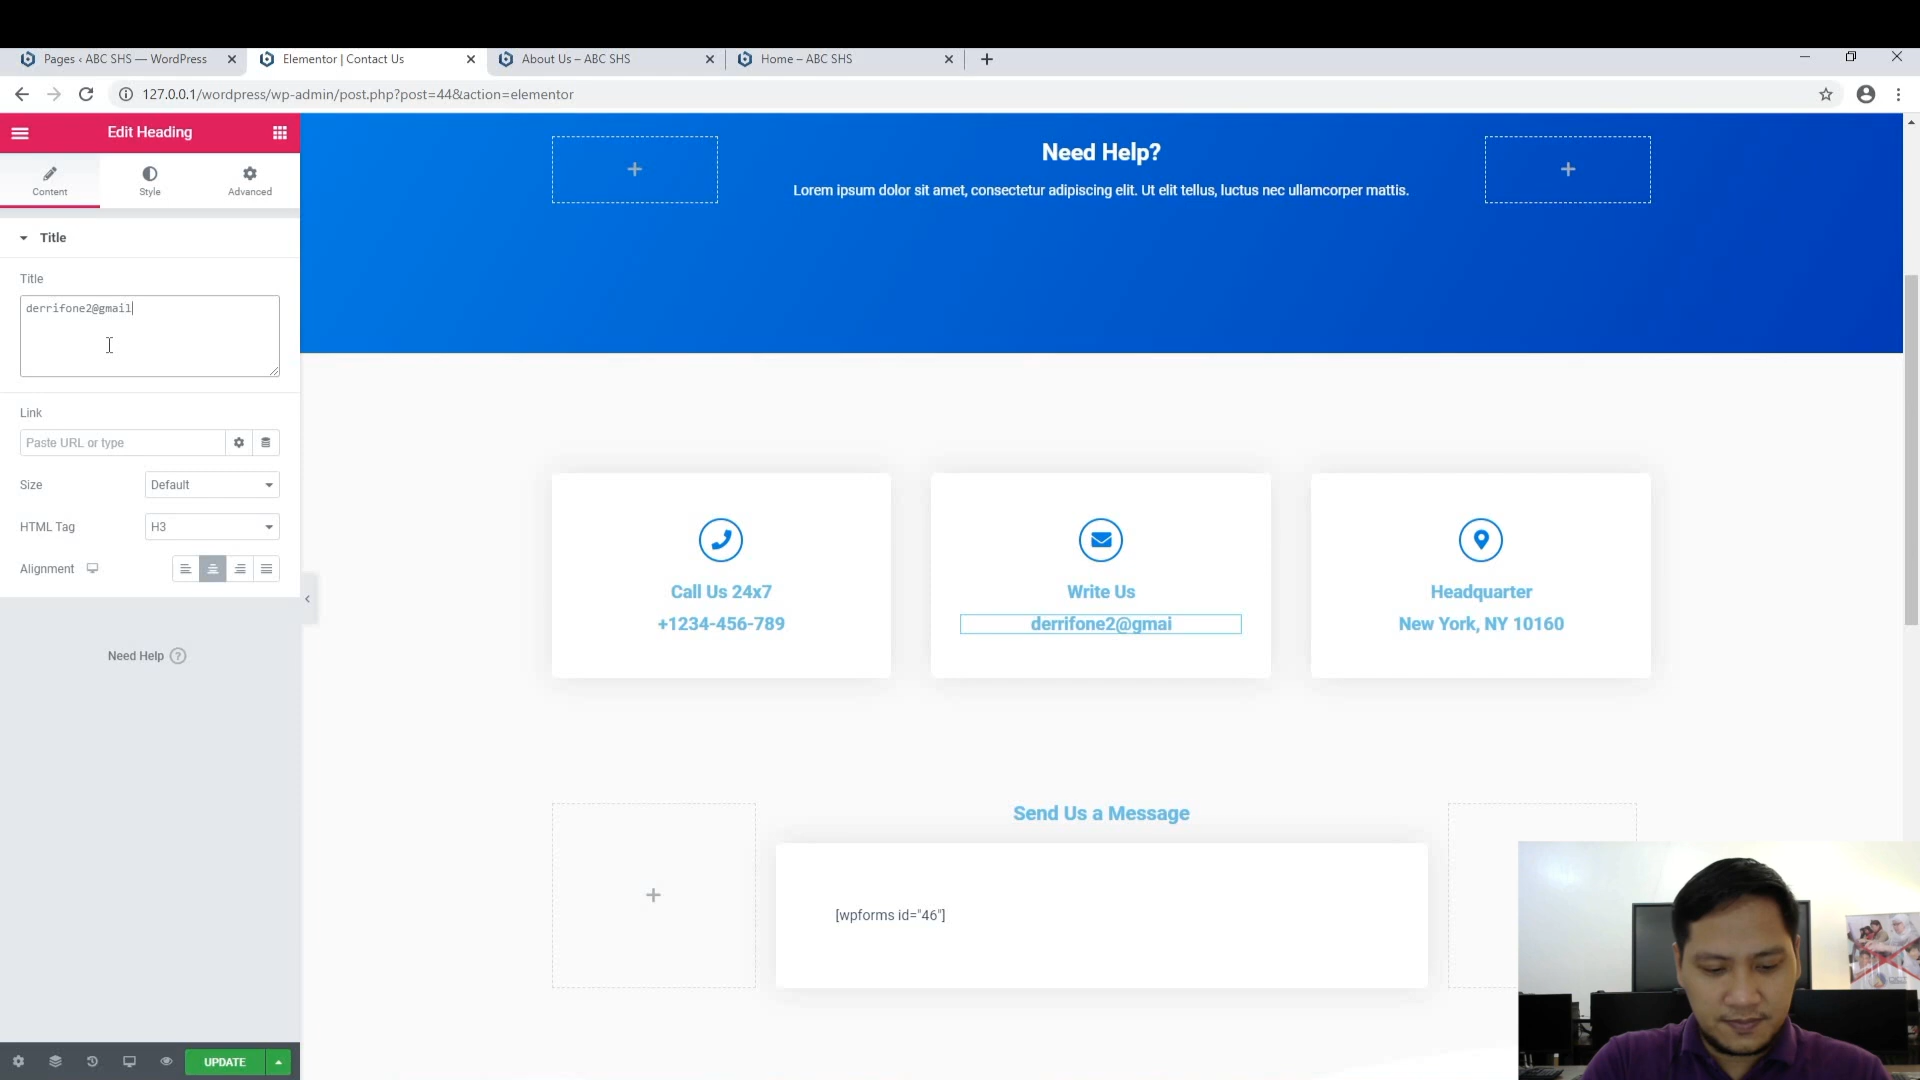 Pages ‹ ABC SHS — WordPress
Elementor | Contact Us
About Us – ABC SHS
Home – ABC SHS
127.0.0.1/wordpress/wp-admin/post.php?post=44&action=elementor
Edit Heading
Content
Style
Advanced
Title
Title
derrifone2@gmail
Link
Paste URL or type
Size
Default
HTML Tag
H3
Alignment
Need Help ?
UPDATE
Need Help?
Lorem ipsum dolor sit amet, consectetur adipiscing elit. Ut elit tellus, luctus nec ullamcorper mattis.
Call Us 24x7
+1234-456-789
Write Us
derrifone2@gmai
Headquarter
New York, NY 10160
Send Us a Message
[wpforms id="46"]